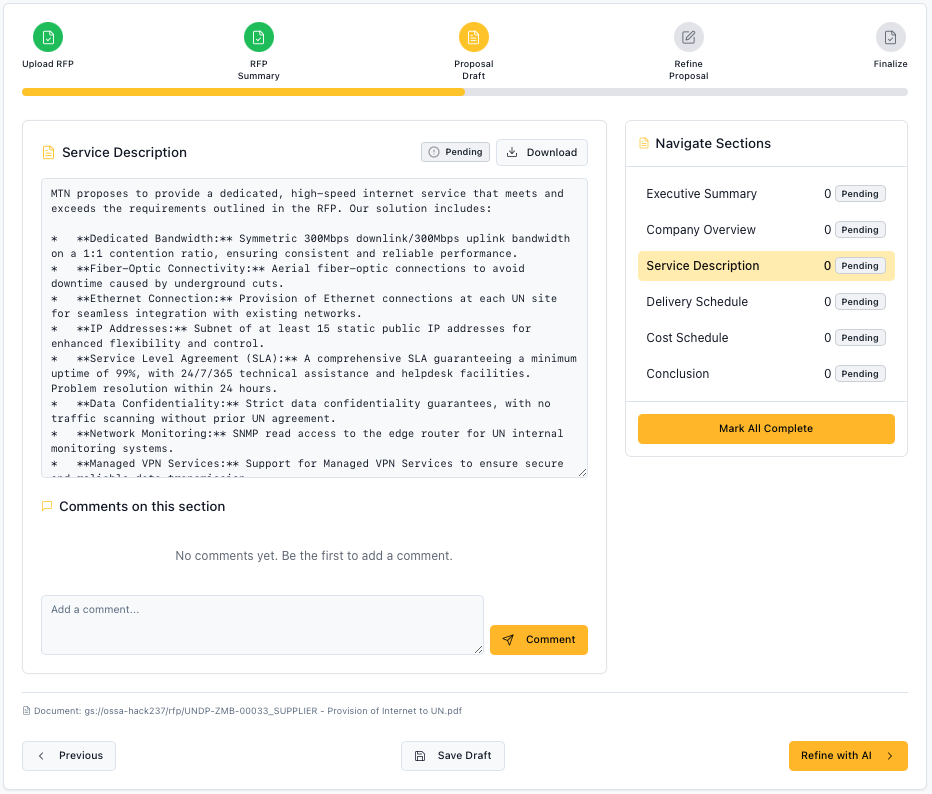 Upload RFP
RFP
Summary
Proposal
Draft
Refine
Proposal
Finalize
Service Description
Pending
Download
MTN proposes to provide a dedicated, high-speed internet service that meets and
exceeds the requirements outlined in the RFP. Our solution includes:
*   **Dedicated Bandwidth:** Symmetric 300Mbps downlink/300Mbps uplink bandwidth
on a 1:1 contention ratio, ensuring consistent and reliable performance.
*   **Fiber-Optic Connectivity:** Aerial fiber-optic connections to avoid
downtime caused by underground cuts.
*   **Ethernet Connection:** Provision of Ethernet connections at each UN site
for seamless integration with existing networks.
*   **IP Addresses:** Subnet of at least 15 static public IP addresses for
enhanced flexibility and control.
*   **Service Level Agreement (SLA):** A comprehensive SLA guaranteeing a minimum
uptime of 99%, with 24/7/365 technical assistance and helpdesk facilities.
Problem resolution within 24 hours.
*   **Data Confidentiality:** Strict data confidentiality guarantees, with no
traffic scanning without prior UN agreement.
*   **Network Monitoring:** SNMP read access to the edge router for UN internal
monitoring systems.
*   **Managed VPN Services:** Support for Managed VPN Services to ensure secure
and reliable data transmission.
Comments on this section
No comments yet. Be the first to add a comment.
Add a comment...
Comment
Navigate Sections
Executive Summary 0 Pending
Company Overview 0 Pending
Service Description 0 Pending
Delivery Schedule 0 Pending
Cost Schedule 0 Pending
Conclusion 0 Pending
Mark All Complete
Document: gs://ossa-hack237/rfp/UNDP-ZMB-00033_SUPPLIER - Provision of Internet to UN.pdf
Previous
Save Draft
Refine with AI